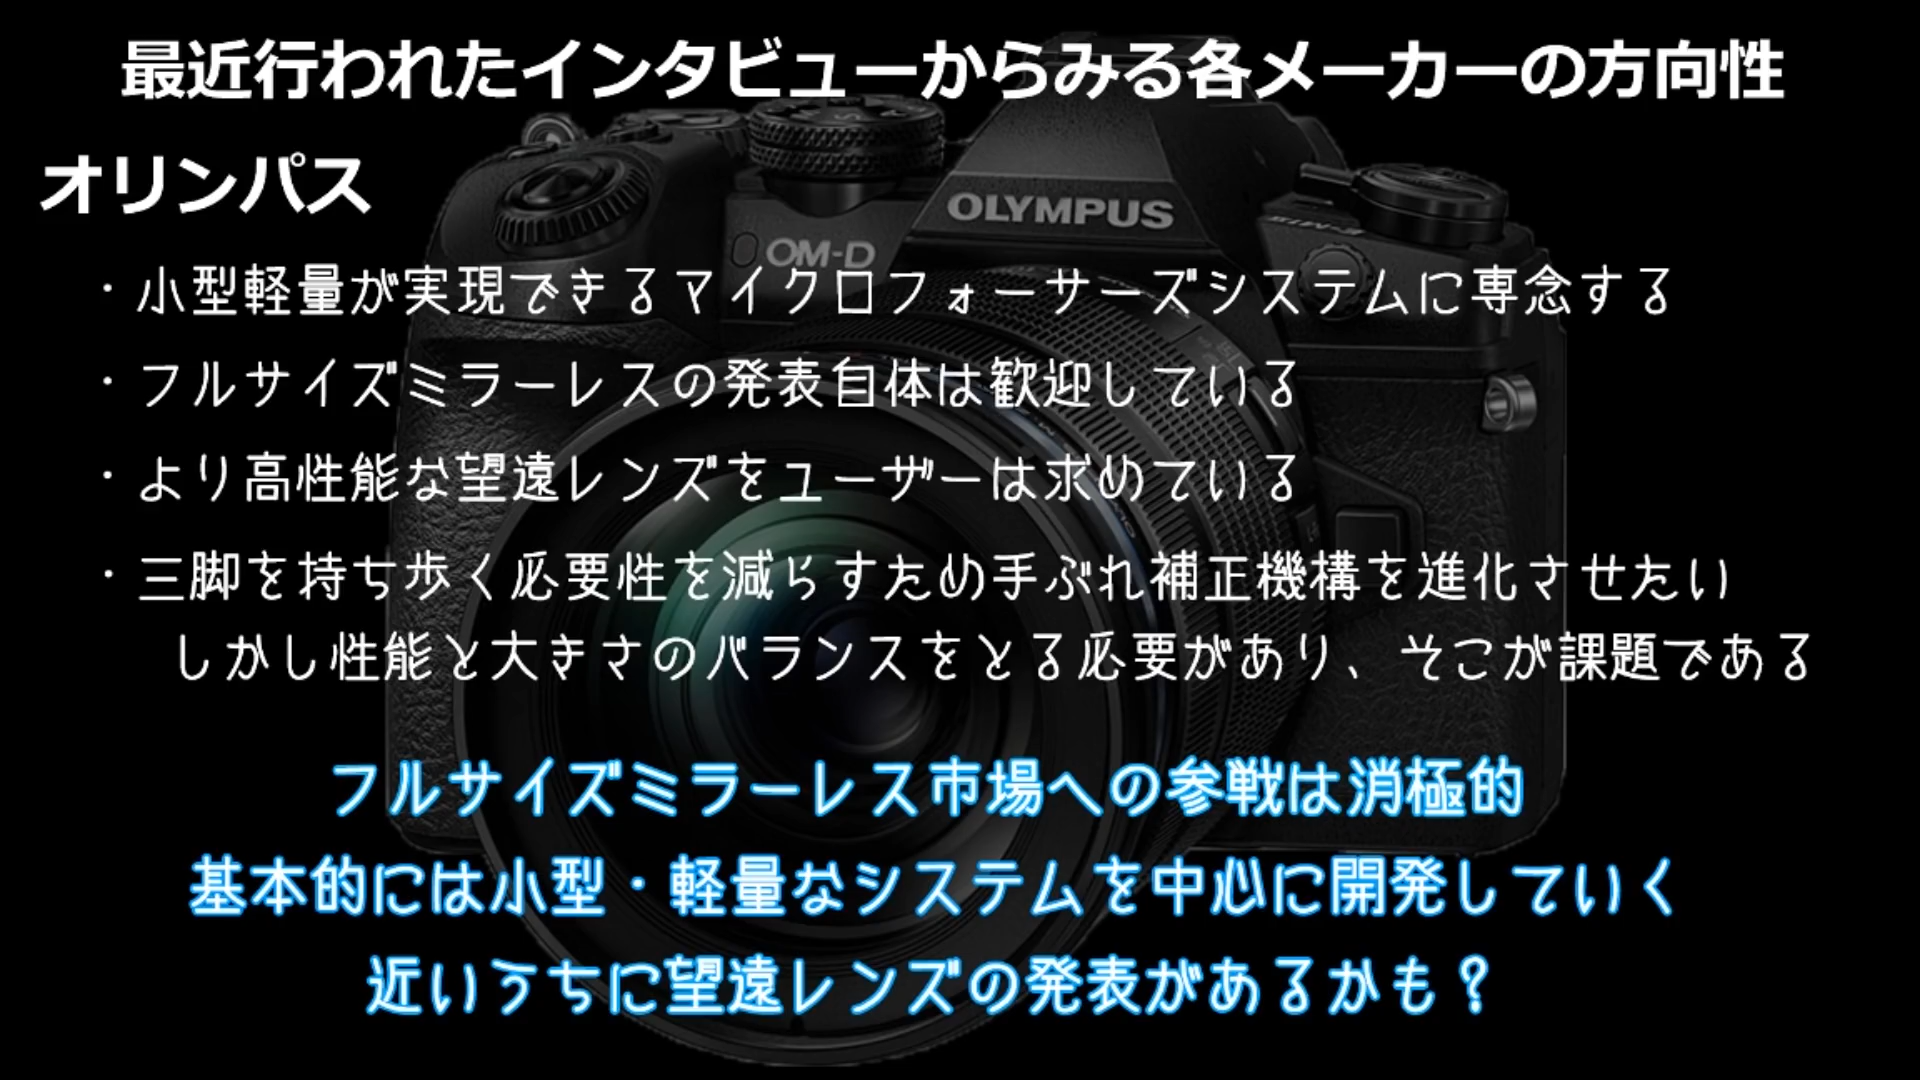 最近行われたインタビューからみる各メーカーの方向性
オリンパス
OLYMPUS
OM-D
・小型軽量が実現できるマイクロフォーサーズシステムに専念する
・フルサイズミラーレスの発表自体は歓迎している
・より高性能な望遠レンズをユーザーは求めている
・三脚を持ち歩く必要性を減らすため手ぶれ補正機構を進化させたい
しかし性能と大きさのバランスをとる必要があり、そこが課題である
フルサイズミラーレス市場への参戦は消極的
基本的には小型・軽量なシステムを中心に開発していく
近いうちに望遠レンズの発表があるかも？